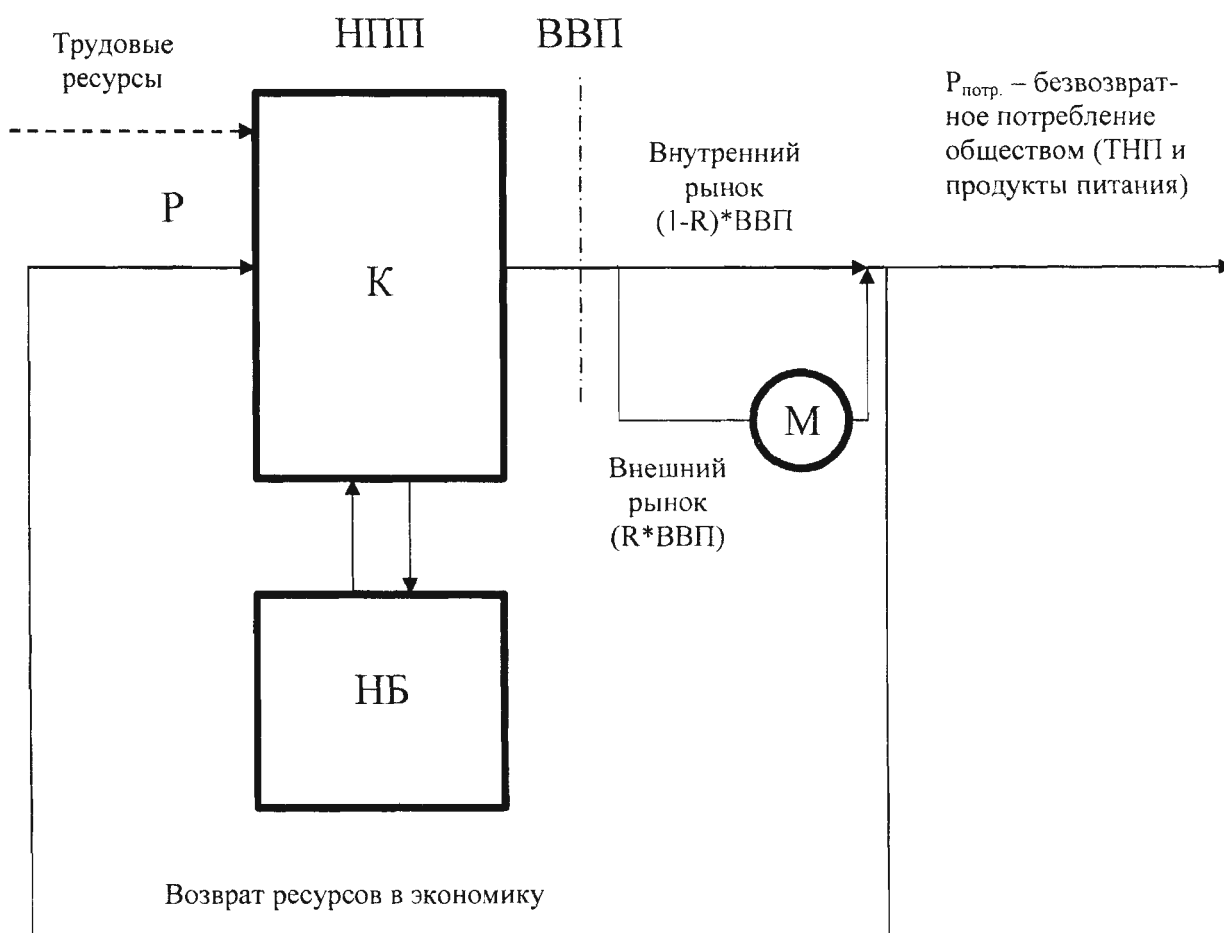 НПП
ВВП
Трудовые
ресурсы
Pпотр. – безвозврат-
ное потребление
обществом (ТНП и
продукты питания)
Внутренний
рынок
(1-R)*ВВП
Р
К
М
Внешний
рынок
(R*ВВП)
НБ
Возврат ресурсов в экономику